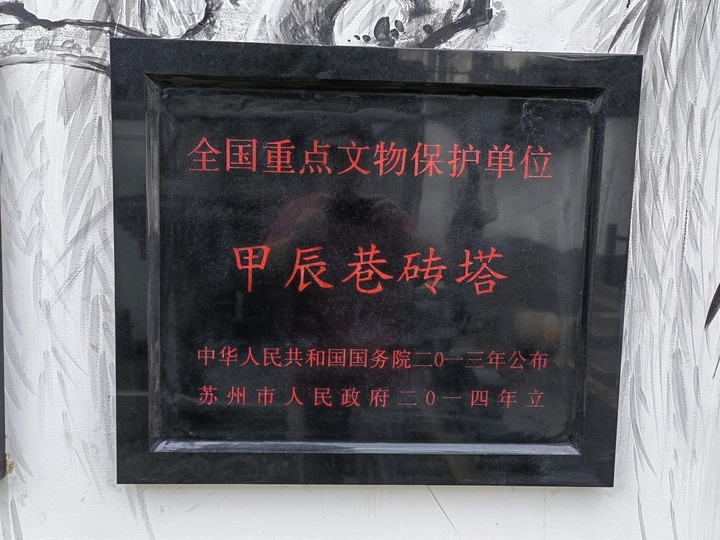 全国重点文物保护单位
甲辰巷砖塔
中华人民共和国国务院二〇一三年公布
苏州市人民政府二〇一四年立